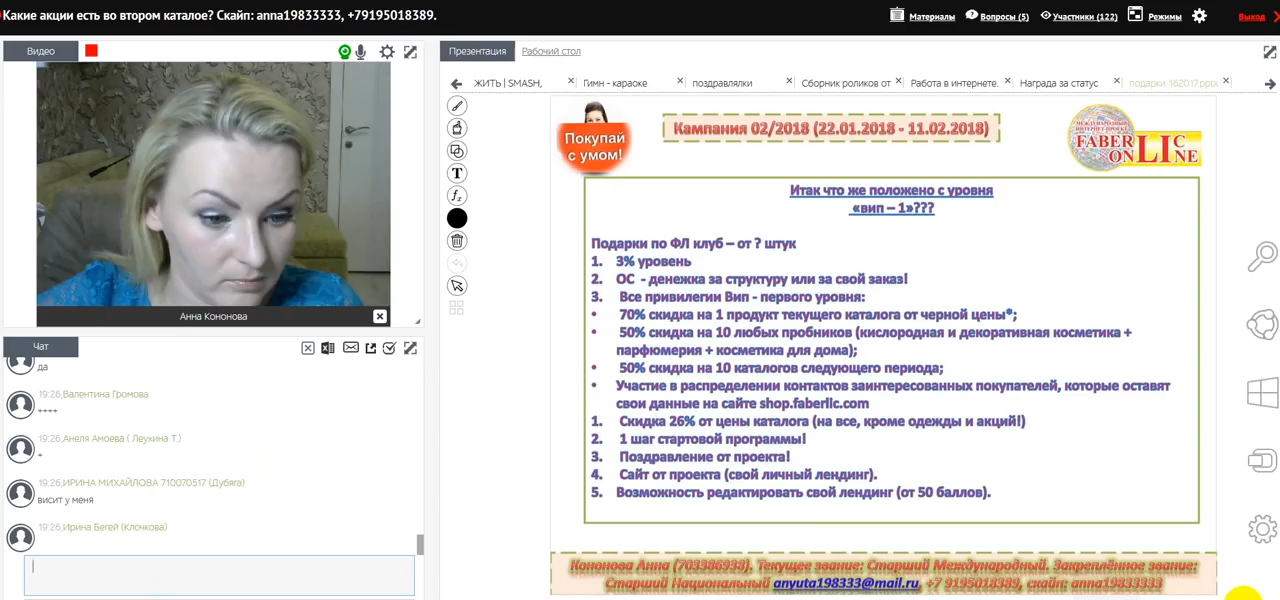 Какие акции есть во втором каталое? Скайп: anna19833333, +79195018389.
Материалы
Вопросы (5)
Участники (122)
Режимы
Выход
Видео
Анна Кононова
Чат
да
19:26, Валентина Громова
++++
19:26, Анеля Амоева ( Леухина Т.)
+
19:26, ИРИНА МИХАЙЛОВА 710070517 (Дубяга)
висит у меня
19:26, Ирина Бегей (Клочкова)
Презентация
Рабочий стол
ЖИТЬ | SMASH,
Гимн - караоке
поздравлялки
Сборник роликов от
Работа в интернете.
Награда за статус
подарки 162017.pptx
Покупай
с умом!
Кампания 02/2018 (22.01.2018 - 11.02.2018)
МЕЖДУНАРОДНЫЙ
ИНТЕРНЕТ-ПРОЕКТ
FABER LI C
ON LI NE
Итак что же положено с уровня
«вип – 1»???
Подарки по ФЛ клуб – от ? штук
1. 3% уровень
2. ОС - денежка за структуру или за свой заказ!
3. Все привилегии Вип - первого уровня:
• 70% скидка на 1 продукт текущего каталога от черной цены*;
• 50% скидка на 10 любых пробников (кислородная и декоративная косметика +
парфюмерия + косметика для дома);
• 50% скидка на 10 каталогов следующего периода;
• Участие в распределении контактов заинтересованных покупателей, которые оставят
свои данные на сайте shop.faberlic.com
1. Скидка 26% от цены каталога (на все, кроме одежды и акций!)
2. 1 шаг стартовой программы!
3. Поздравление от проекта!
4. Сайт от проекта (свой личный лендинг).
5. Возможность редактировать свой лендинг (от 50 баллов).
Кононова Анна (703386938). Текущее звание: Старший Международный. Закреплённое звание:
Старший Национальный anyuta198333@mail.ru, +7 9195018389, скайп: anna19833333